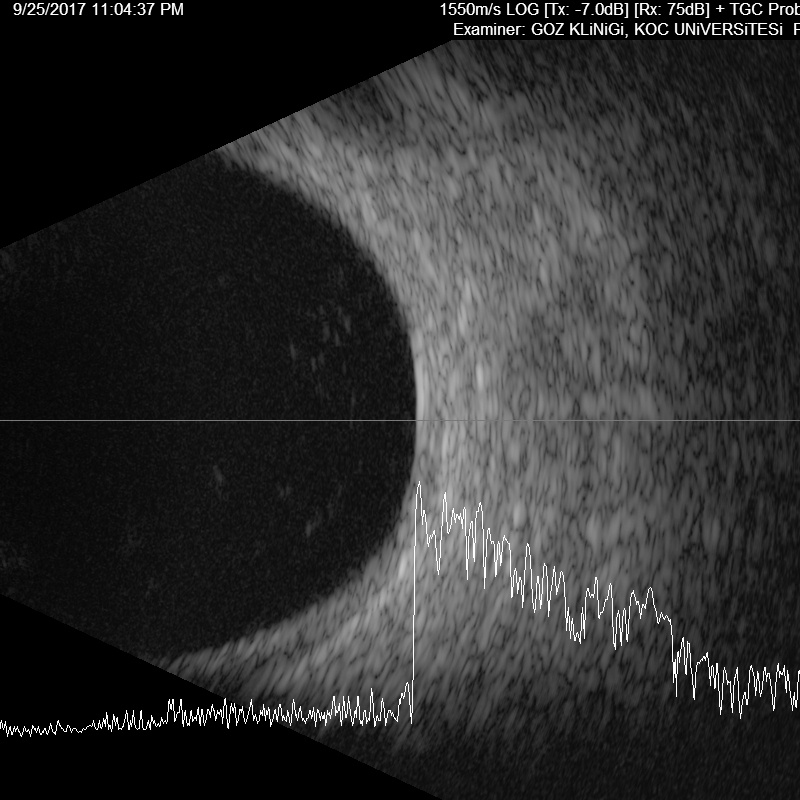 9/25/2017 11:04:37 PM
1550m/s LOG [Tx: -7.0dB] [Rx: 75dB] + TGC
Examiner: GOZ KLiNiGi, KOC UNiVERSiTESi